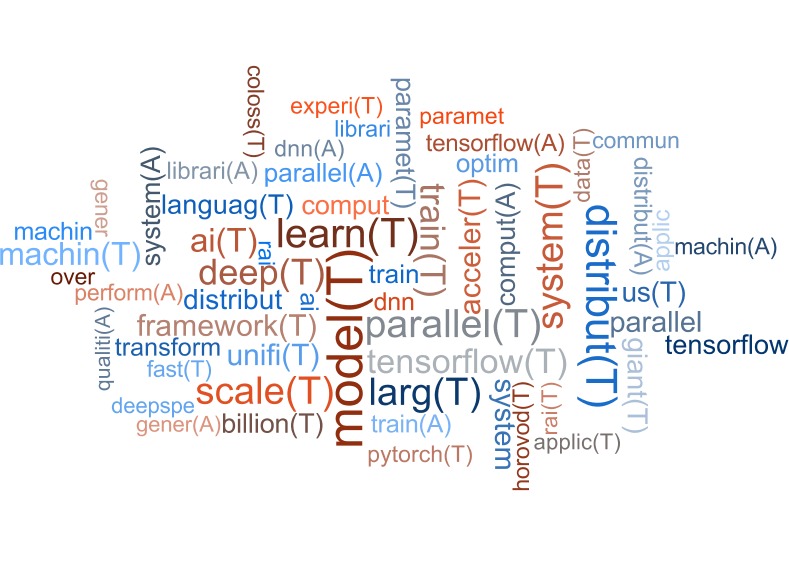 coloss(T)
experi(T)
paramet(T)
paramet
librari
tensorflow(A)
data(T)
commun
dnn(A)
system(A)
librari(A)
parallel(A)
optim
distribut(A)
gener
languag(T)
comput
train(T)
acceler(T)
comput(A)
system(T)
distribut(T)
applic
machin
machin(T)
ai(T)
rai
learn(T)
machin(A)
over
deep(T)
train
perform(A)
distribut
ai
model(T)
dnn
us(T)
qualiti(A)
framework(T)
parallel(T)
parallel
transform
unifi(T)
tensorflow
fast(T)
tensorflow(T)
giant(T)
scale(T)
larg(T)
system
horovod(T)
rai(T)
deepspe
gener(A)
billion(T)
train(A)
applic(T)
pytorch(T)